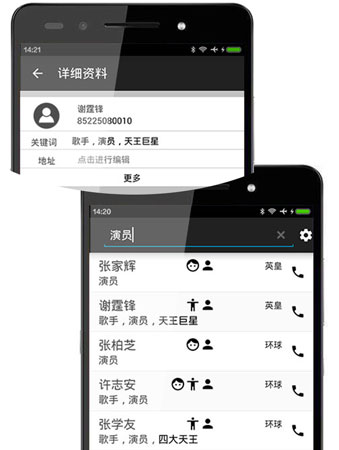 14:21
详细资料
谢霆锋
85225080010
关键词 歌手，演员，天王巨星
地址 点击进行编辑
更多
14:20
演员
张家辉 英皇
演员
谢霆锋 英皇
歌手，演员，天王巨星
张柏芝 环球
演员
许志安 环球
歌手，演员
张学友 环球
歌手，演员，四大天王